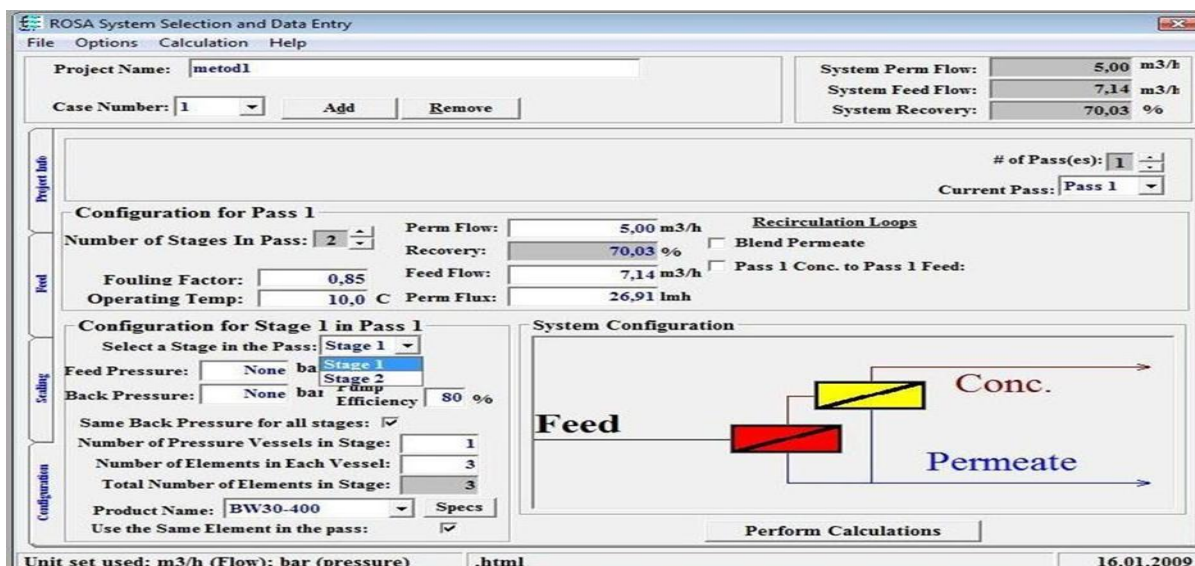 ROSA System Selection and Data Entry
File Options Calculation Help
Project Name: metod1
Case Number: 1 Add Remove
System Perm Flow: 5,00 m3/h
System Feed Flow: 7,14 m3/h
System Recovery: 70,03 %
Project Info
Feed
Scaling
Configuration
# of Pass(es): 1
Current Pass: Pass 1
Configuration for Pass 1
Number of Stages In Pass: 2
Fouling Factor: 0,85
Operating Temp: 10,0 C
Perm Flow: 5,00 m3/h
Recovery: 70,03 %
Feed Flow: 7,14 m3/h
Perm Flux: 26,91 lmh
Recirculation Loops
Blend Permeate
Pass 1 Conc. to Pass 1 Feed:
Configuration for Stage 1 in Pass 1
Select a Stage in the Pass: Stage 1
Stage 1
Stage 2
Feed Pressure: None ba
Back Pressure: None bar
Pump Efficiency 80 %
Same Back Pressure for all stages:
Number of Pressure Vessels in Stage: 1
Number of Elements in Each Vessel: 3
Total Number of Elements in Stage: 3
Product Name: BW30-400 Specs
Use the Same Element in the pass:
System Configuration
Feed
Conc.
Permeate
Perform Calculations
Unit set used: m3/h (Flow); bar (pressure) .html 16.01.2009